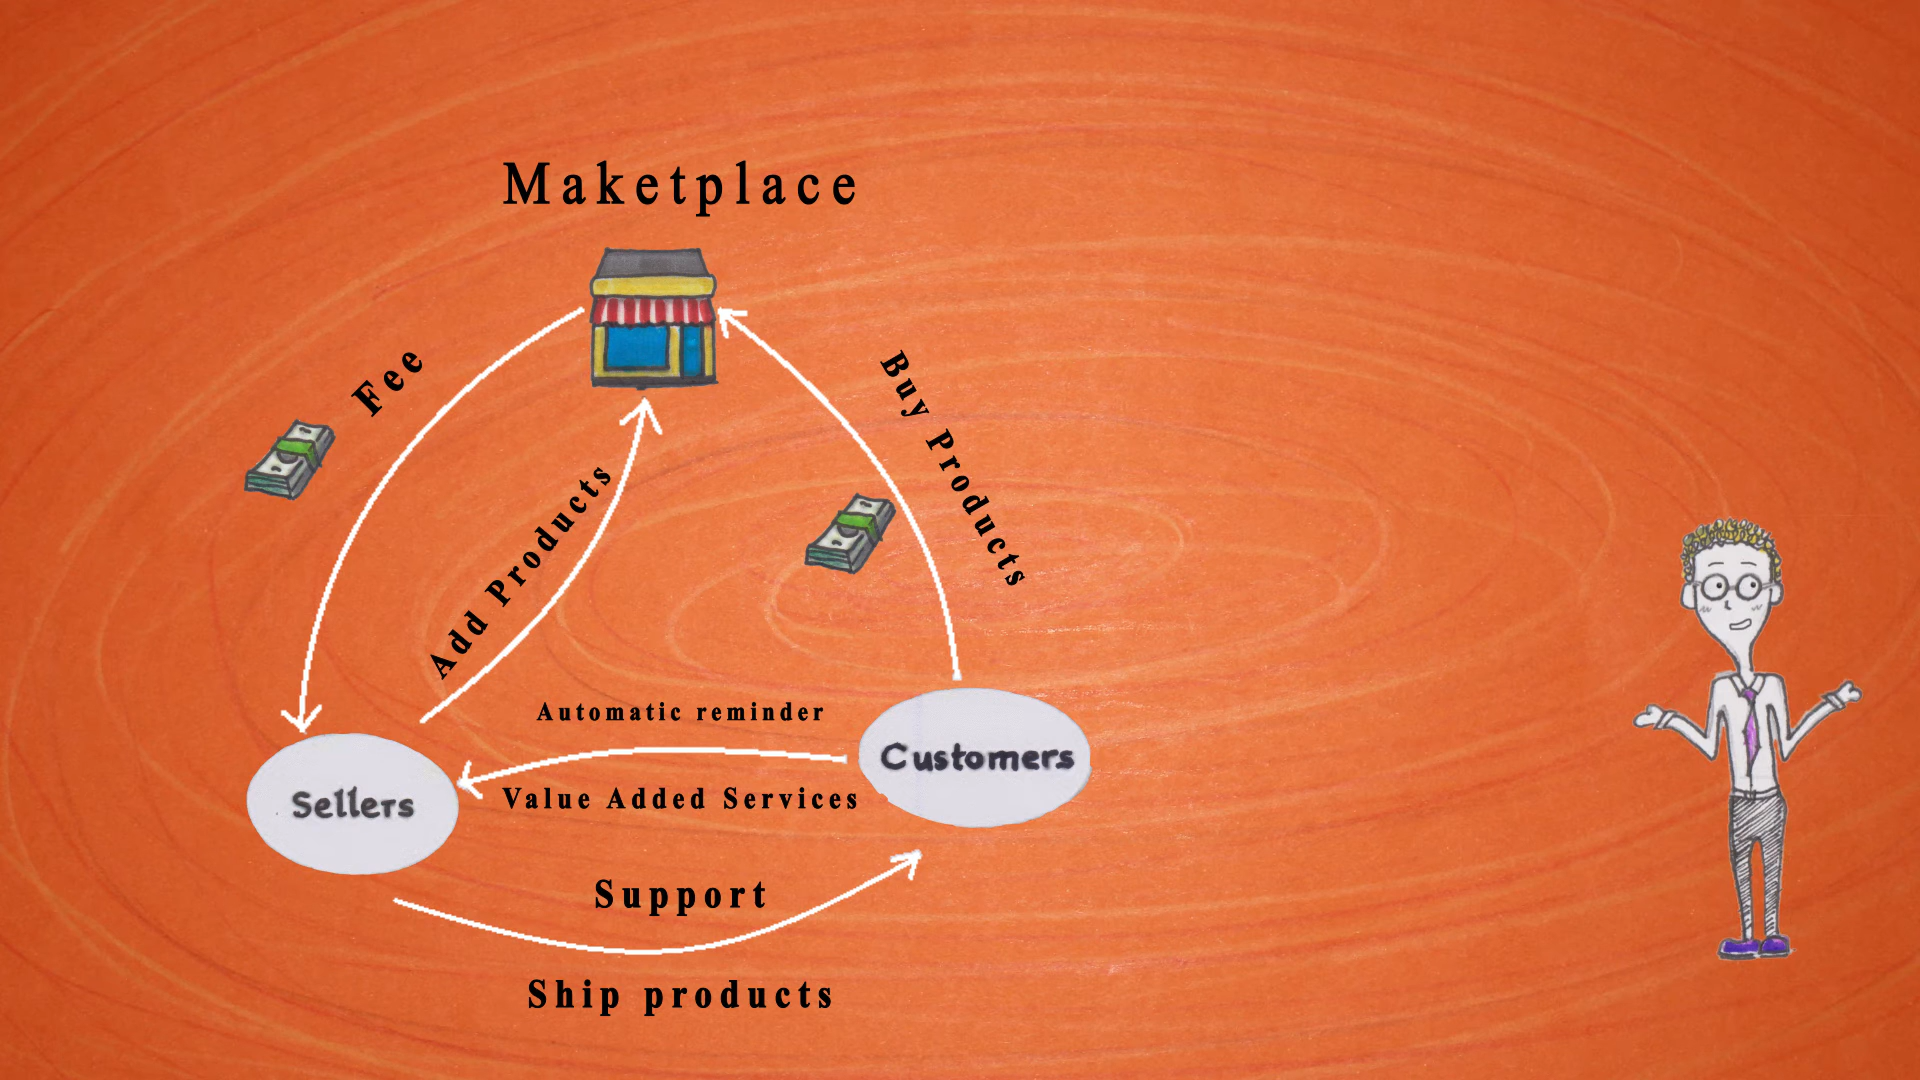 Maketplace
Fee
Buy Products
Add Products
Automatic reminder
Customers
Value Added Services
Sellers
Support
Ship products